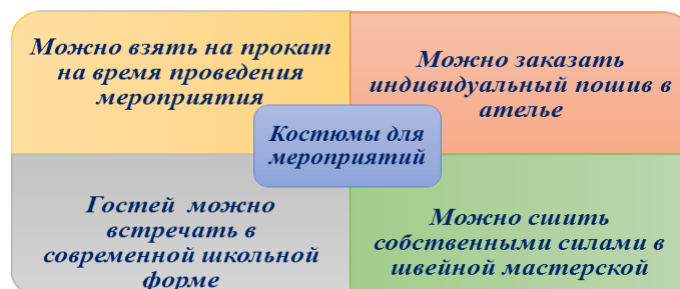 Можно взять на прокат
на время проведения
мероприятия
Можно заказать
индивидуальный пошив в
ателье
Костюмы для
мероприятий
Гостей можно
встречать в
современной школьной
форме
Можно сшить
собственными силами в
швейной мастерской